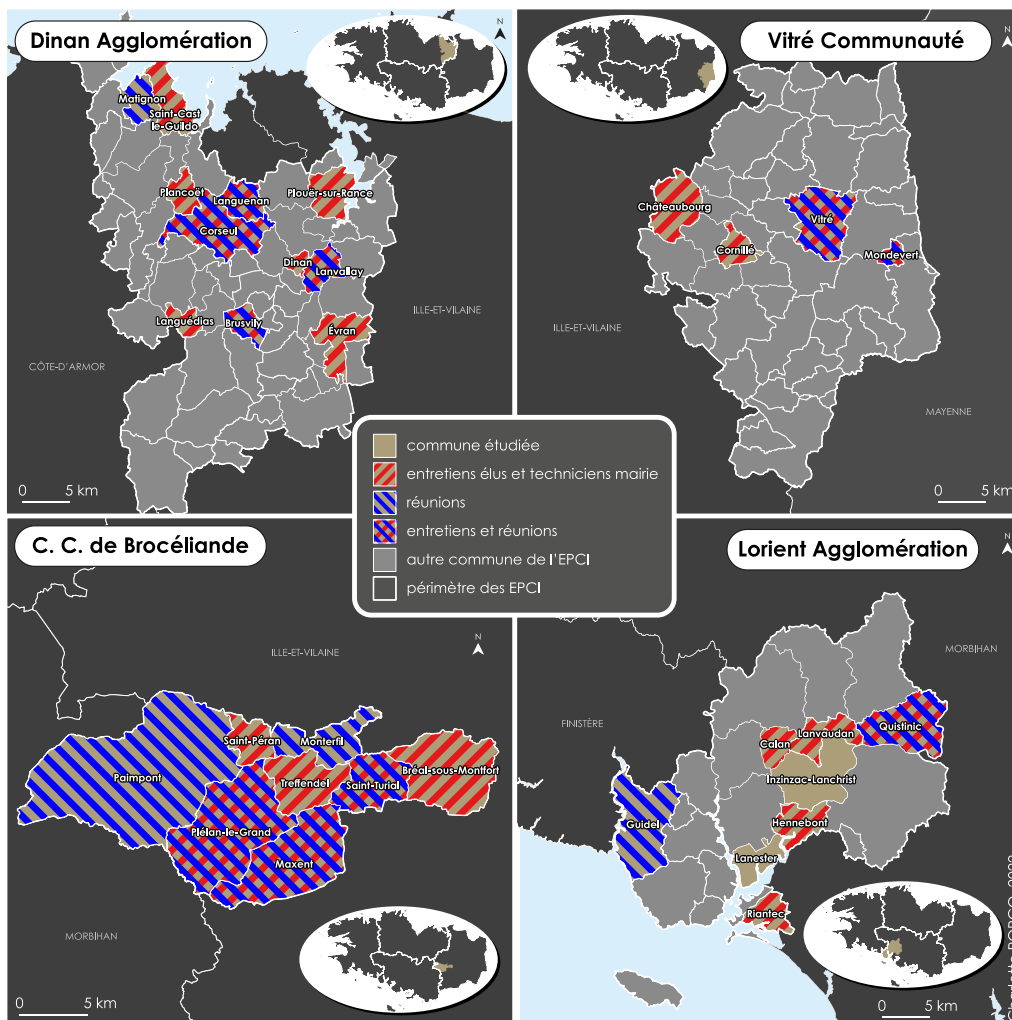 Dinan Agglomération
N
Matignon
Saint-Cast
le-Guildo
Plancoët
Languenan
Plouër-sur-Rance
Corseul
Dinan
Lanvallay
Languédias
Brusvily
Évran
ILLE-ET-VILAINE
CÔTE-D'ARMOR
0 5 km
Vitré Communauté
N
Châteaubourg
Vitré
Cornillé
Mondevert
ILLE-ET-VILAINE
MAYENNE
0 5 km
commune étudiée
entretiens élus et techniciens mairie
réunions
entretiens et réunions
autre commune de l'EPCI
périmètre des EPCI
C. C. de Brocéliande
N
ILLE-ET-VILAINE
Saint-Péran
Monterfil
Paimpont
Treffendel
Saint-Turial
Bréal-sous-Montfort
Plélan-le-Grand
Maxent
MORBIHAN
0 5 km
Lorient Agglomération
N
MORBIHAN
FINISTÈRE
Calan
Lanvaudan
Quistinic
Inzinzac-Lanchrist
Guidel
Hennebont
Lanester
Riantec
0 5 km